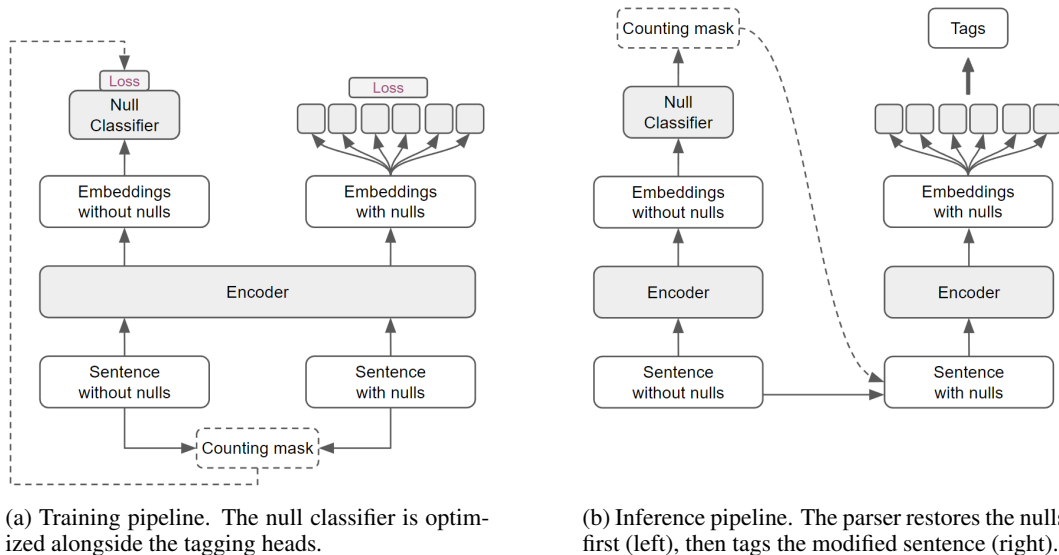 Loss
Null
Classifier
Loss
Embeddings
without nulls
Embeddings
with nulls
Encoder
Sentence
without nulls
Sentence
with nulls
Counting mask
(a) Training pipeline. The null classifier is optim-
ized alongside the tagging heads.
Counting mask
Tags
Null
Classifier
Embeddings
without nulls
Embeddings
with nulls
Encoder
Encoder
Sentence
without nulls
Sentence
with nulls
(b) Inference pipeline. The parser restores the nulls
first (left), then tags the modified sentence (right).